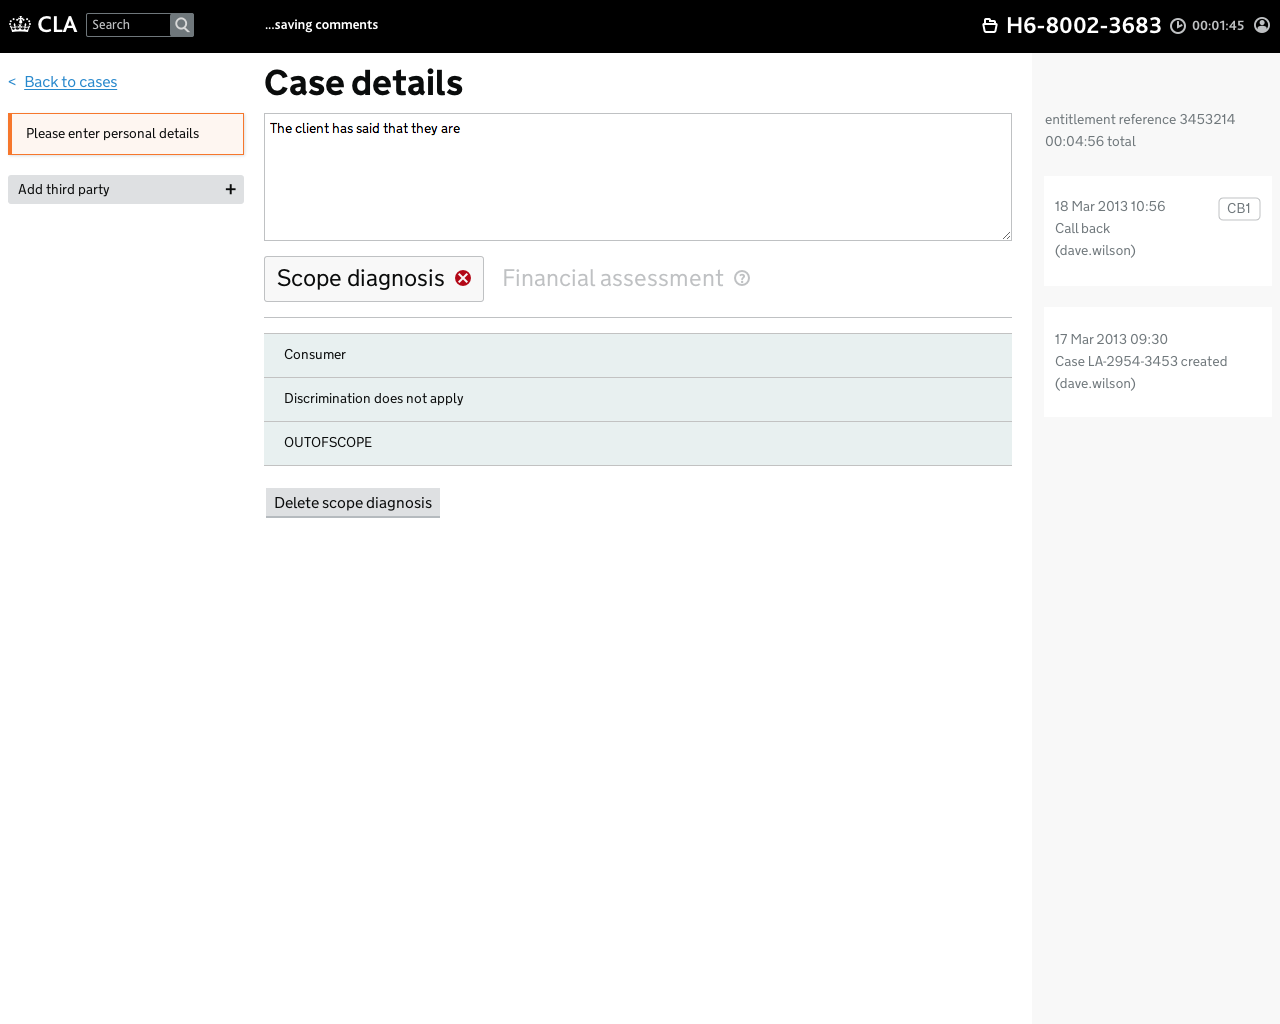 CLA
Search
...saving comments
H6-8002-3683
00:01:45
< Back to cases
Case details
Please enter personal details
Add third party +
The client has said that they are
Scope diagnosis
Financial assessment ?
Consumer
Discrimination does not apply
OUTOFSCOPE
Delete scope diagnosis
entitlement reference 3453214
00:04:56 total
18 Mar 2013 10:56
CB1
Call back
(dave.wilson)
17 Mar 2013 09:30
Case LA-2954-3453 created
(dave.wilson)